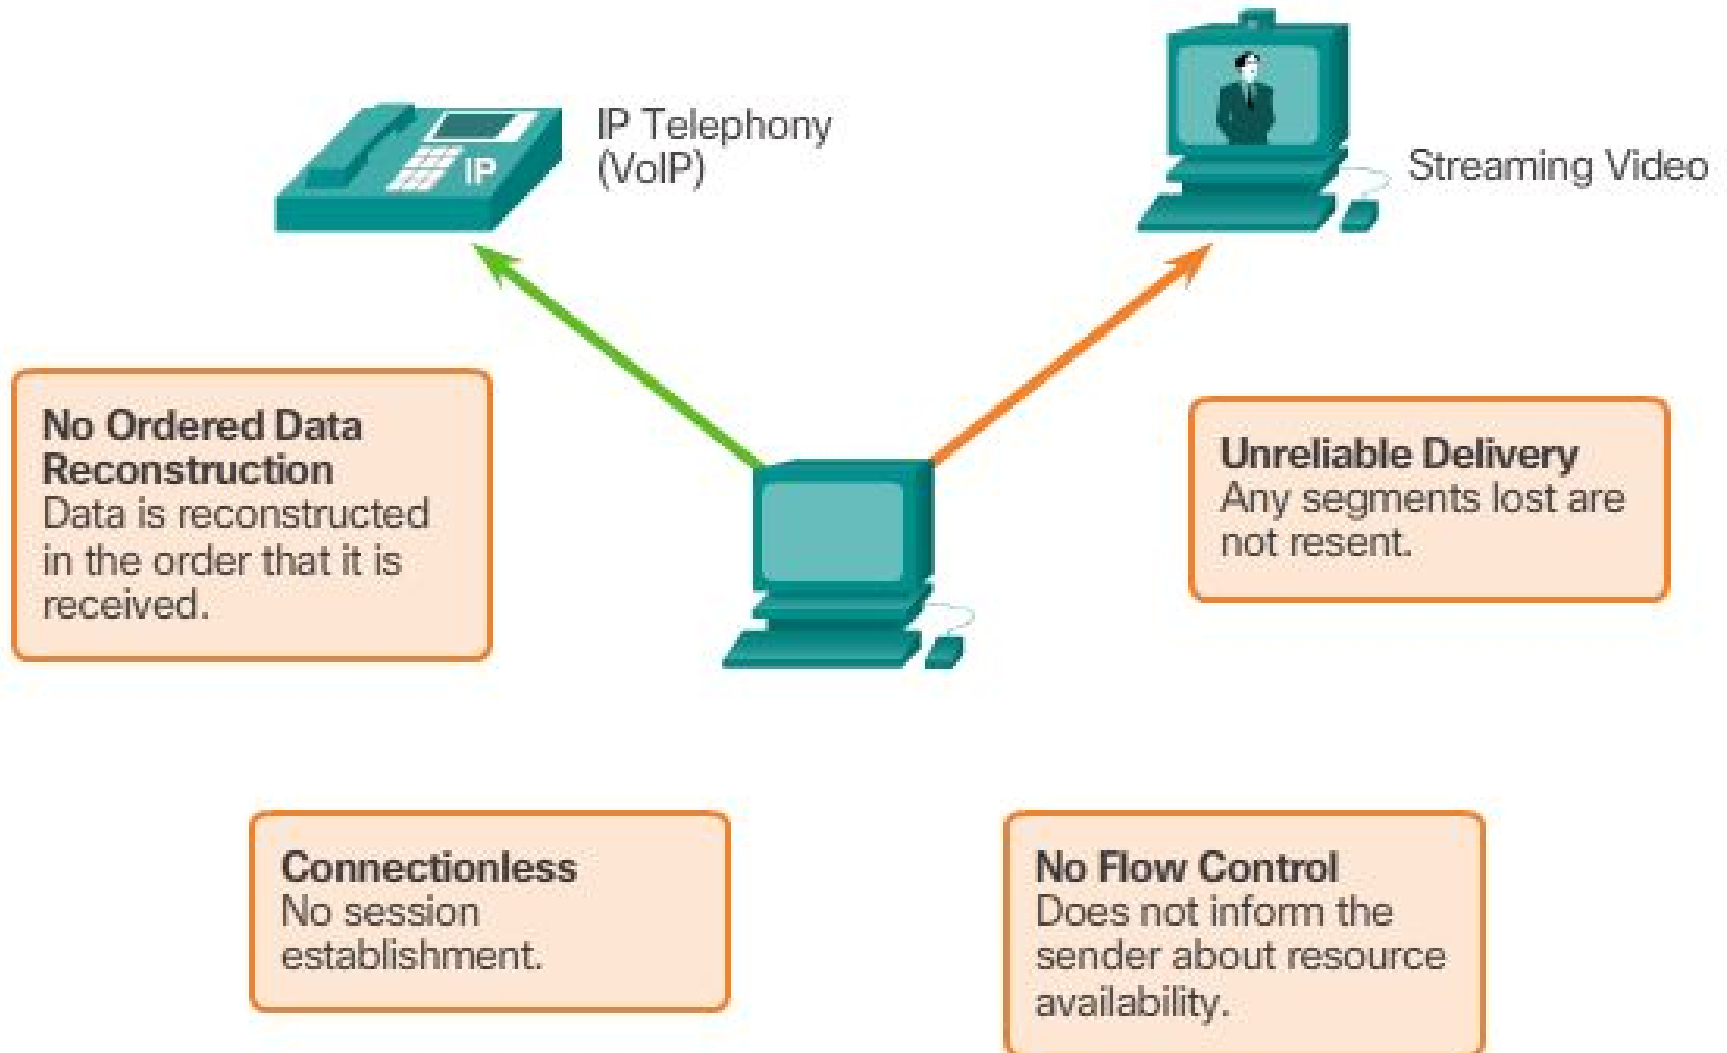 IP
IP Telephony
(VoIP)
Streaming Video
No Ordered Data
Reconstruction
Data is reconstructed
in the order that it is
received.
Unreliable Delivery
Any segments lost are
not resent.
Connectionless
No session
establishment.
No Flow Control
Does not inform the
sender about resource
availability.